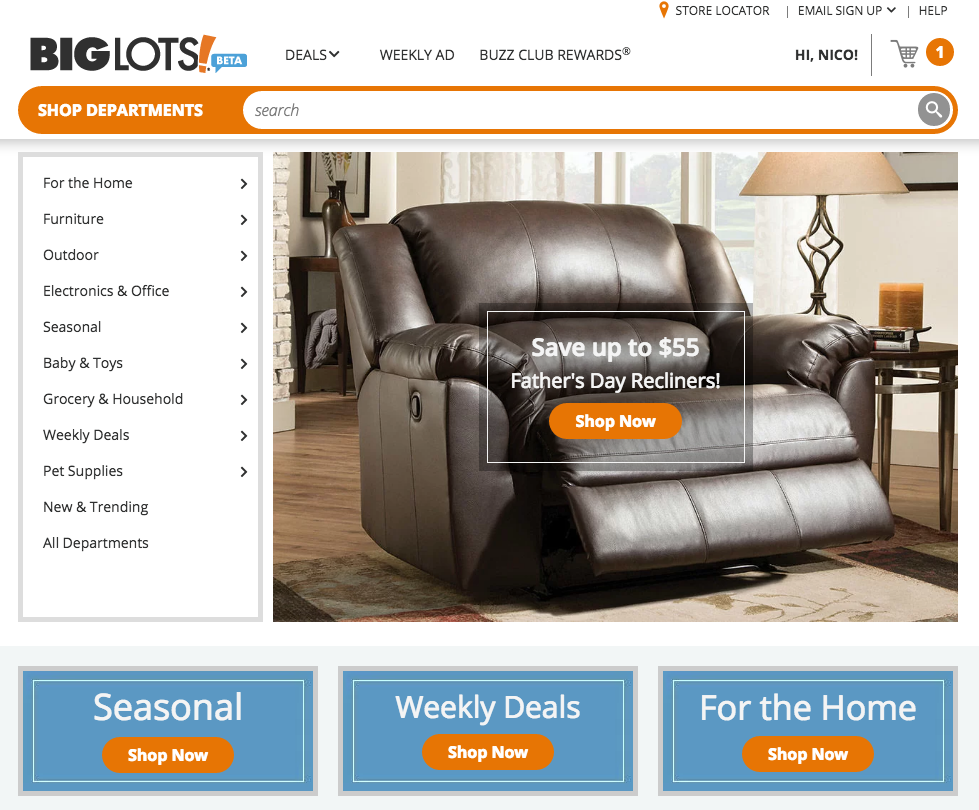 STORE LOCATOR | EMAIL SIGN UP | HELP
BIGLOTS! BETA
DEALS WEEKLY AD BUZZ CLUB REWARDS® HI, NICO! 1
SHOP DEPARTMENTS search
For the Home
Furniture
Outdoor
Electronics & Office
Seasonal
Baby & Toys
Grocery & Household
Weekly Deals
Pet Supplies
New & Trending
All Departments
Save up to $55
Father's Day Recliners!
Shop Now
Seasonal
Shop Now
Weekly Deals
Shop Now
For the Home
Shop Now